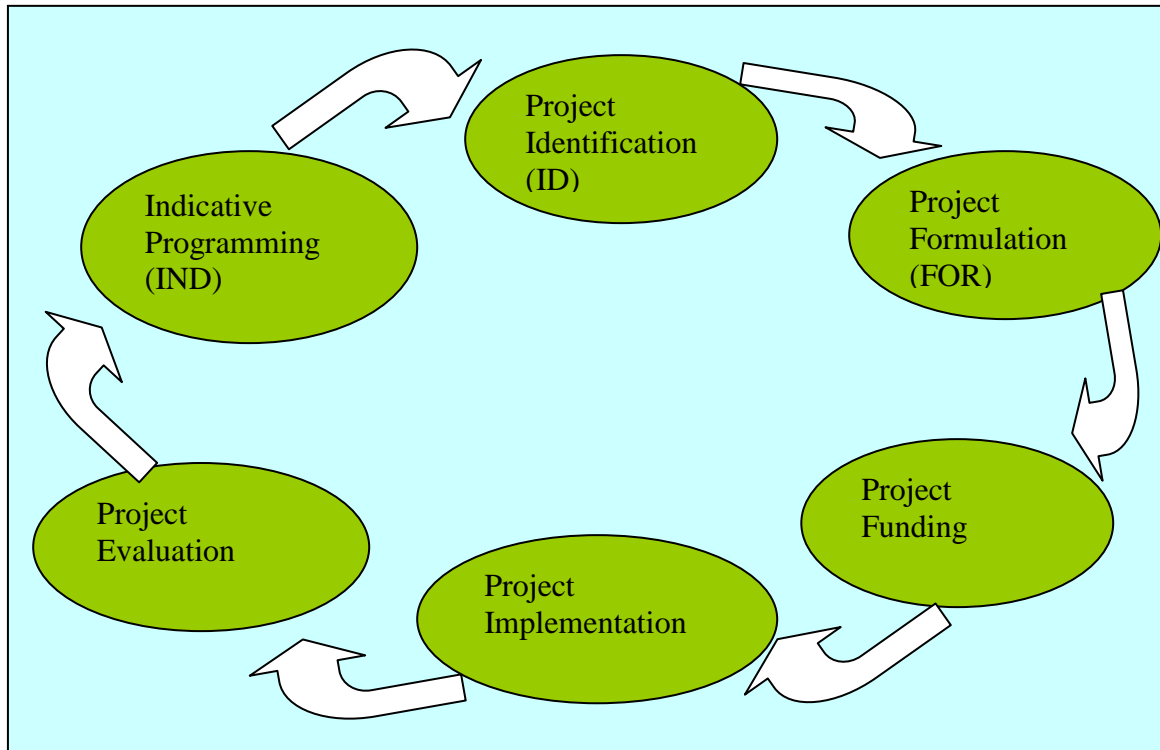 Project
Identification
(ID)
Indicative
Programming
(IND)
Project
Formulation
(FOR)
Project
Funding
Project
Implementation
Project
Evaluation